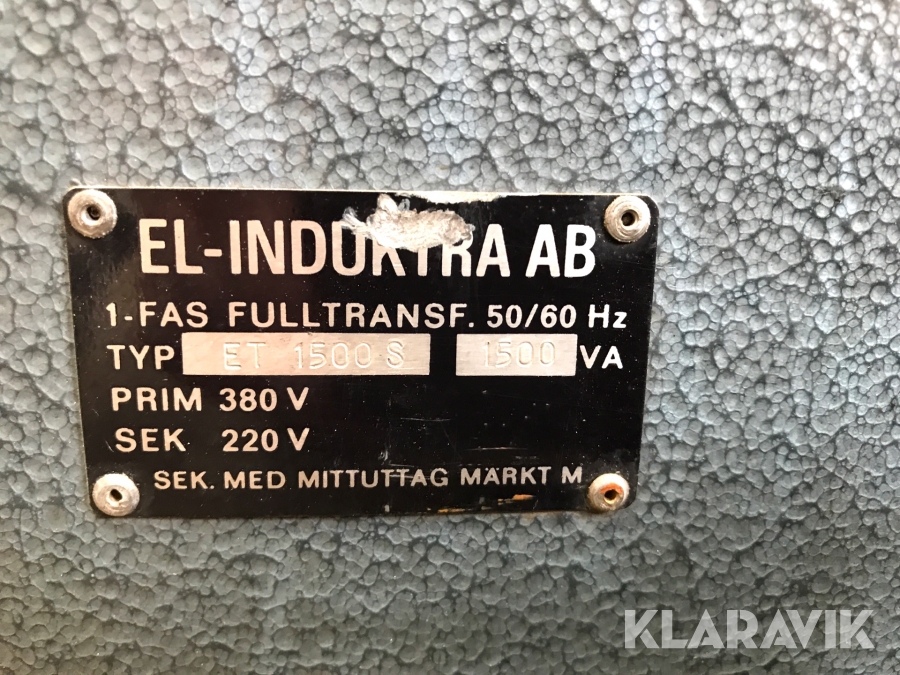 EL-INDUKTRA AB
1-FAS FULLTRANSF. 50/60 Hz
TYP ET 1500 S 1500 VA
PRIM 380 V
SEK 220 V
SEK. MED MITTUTTAG MÄRKT M
KLARAVIK